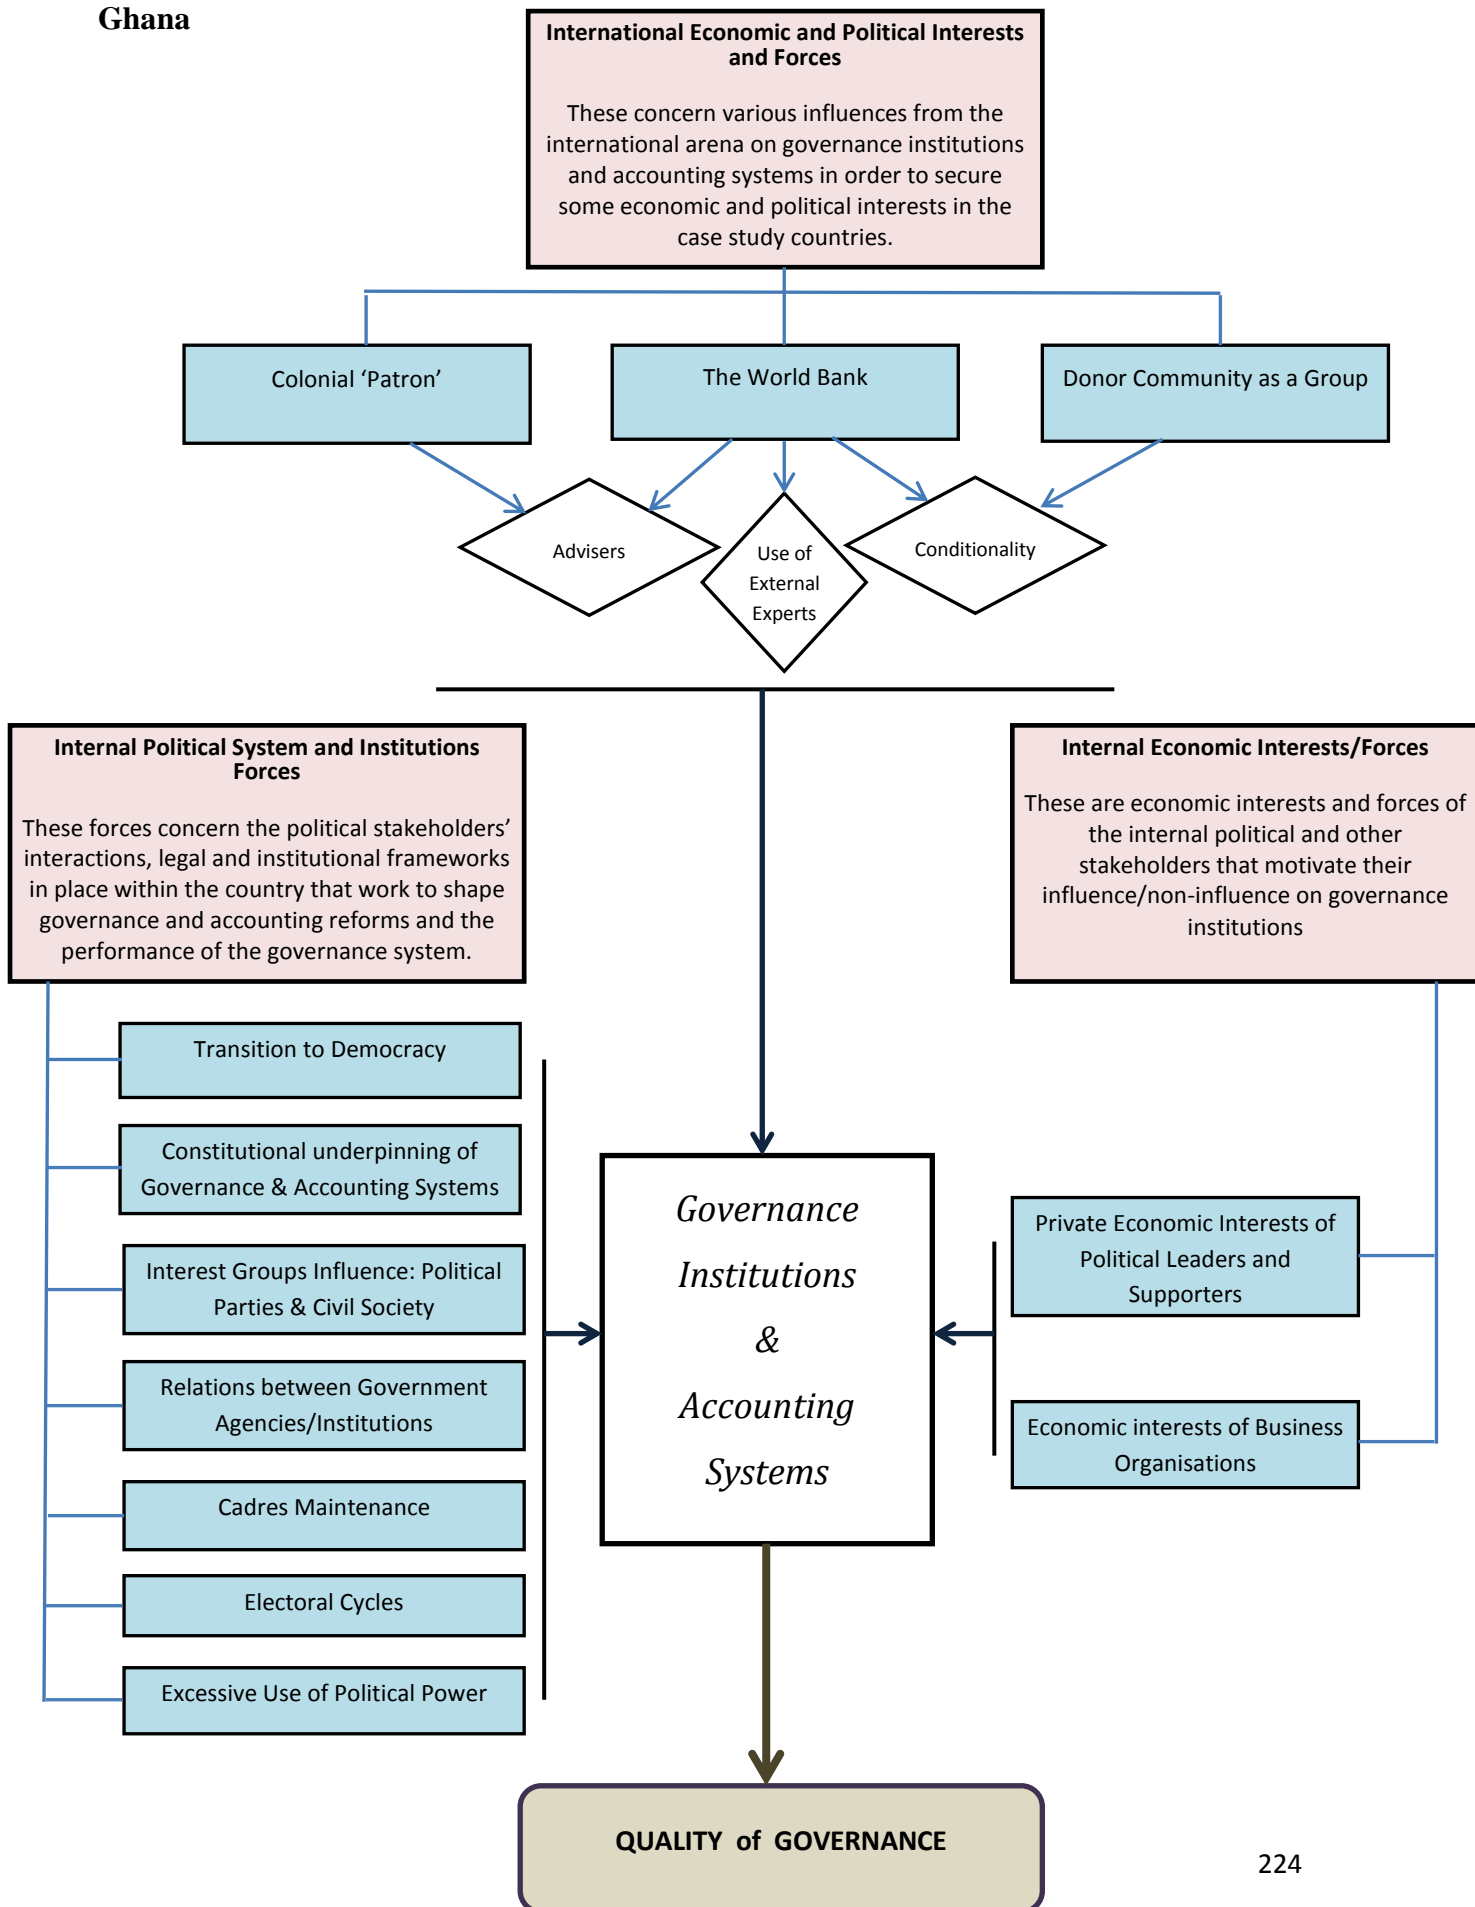 Ghana
International Economic and Political Interests
and Forces
These concern various influences from the
international arena on governance institutions
and accounting systems in order to secure
some economic and political interests in the
case study countries.
Colonial ‘Patron’
The World Bank
Donor Community as a Group
Advisers
Use of
External
Experts
Conditionality
Internal Political System and Institutions
Forces
These forces concern the political stakeholders’
interactions, legal and institutional frameworks
in place within the country that work to shape
governance and accounting reforms and the
performance of the governance system.
Internal Economic Interests/Forces
These are economic interests and forces of
the internal political and other
stakeholders that motivate their
influence/non-influence on governance
institutions
Transition to Democracy
Constitutional underpinning of
Governance & Accounting Systems
Interest Groups Influence: Political
Parties & Civil Society
Relations between Government
Agencies/Institutions
Cadres Maintenance
Electoral Cycles
Excessive Use of Political Power
Governance
Institutions
&
Accounting
Systems
Private Economic Interests of
Political Leaders and
Supporters
Economic interests of Business
Organisations
QUALITY of GOVERNANCE
224